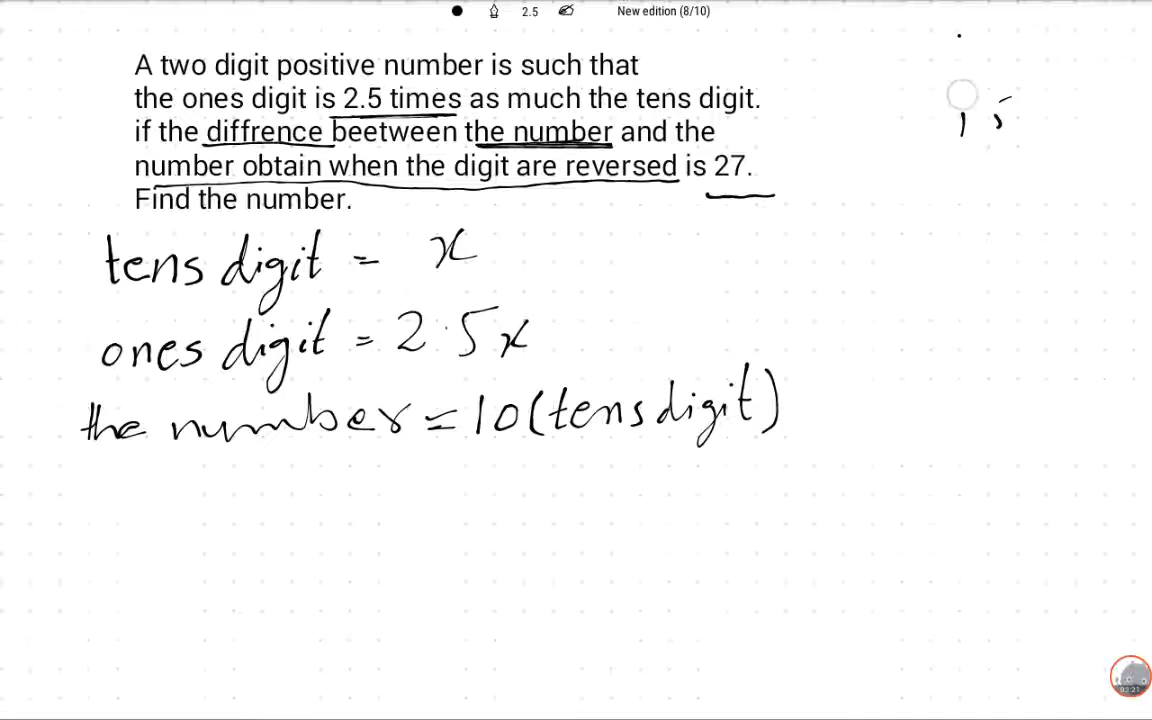 2.5 New edition (8/10)
A two digit positive number is such that
the ones digit is 2.5 times as much the tens digit.
if the diffrence beetween the number and the
number obtain when the digit are reversed is 27.
Find the number.
tens digit = x
ones digit = 2.5x
the number = 10(tens digit)
03:21